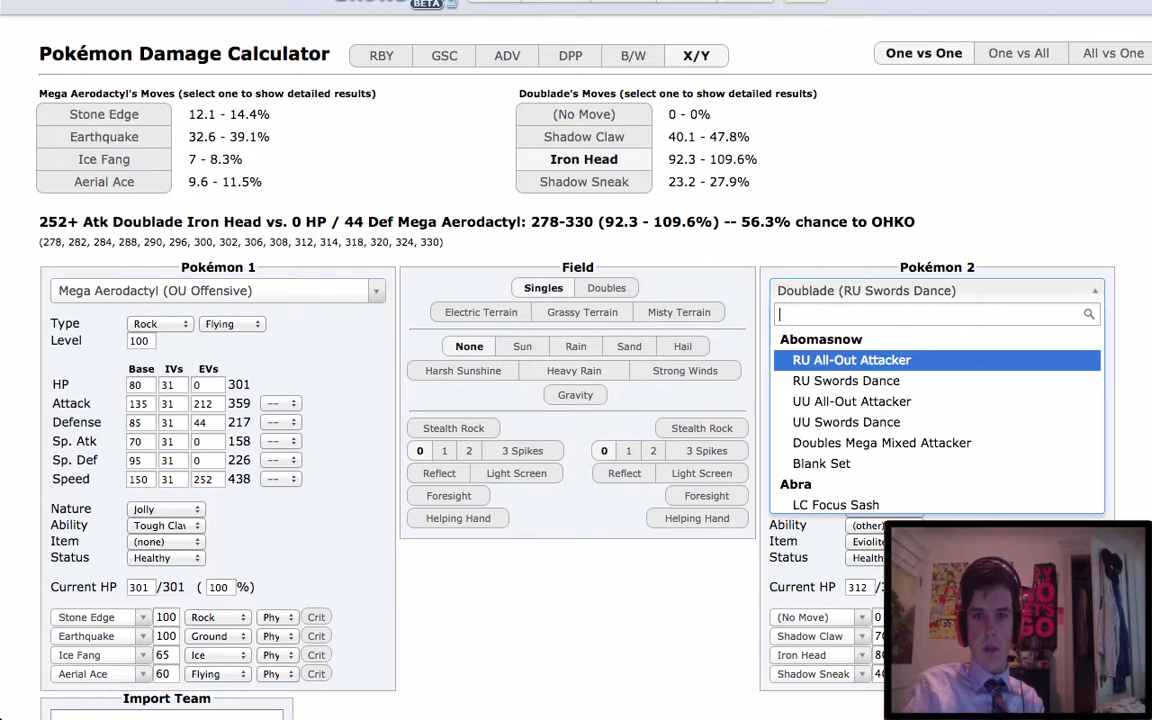 BETA
Pokémon Damage Calculator RBY GSC ADV DPP B/W X/Y One vs One One vs All All vs One
Mega Aerodactyl's Moves (select one to show detailed results)
Stone Edge 12.1 - 14.4%
Earthquake 32.6 - 39.1%
Ice Fang 7 - 8.3%
Aerial Ace 9.6 - 11.5%
Doublade's Moves (select one to show detailed results)
(No Move) 0 - 0%
Shadow Claw 40.1 - 47.8%
Iron Head 92.3 - 109.6%
Shadow Sneak 23.2 - 27.9%
252+ Atk Doublade Iron Head vs. 0 HP / 44 Def Mega Aerodactyl: 278-330 (92.3 - 109.6%) -- 56.3% chance to OHKO
(278, 282, 284, 288, 290, 296, 300, 302, 306, 308, 312, 314, 318, 320, 324, 330)
Pokémon 1
Mega Aerodactyl (OU Offensive)
Type Rock Flying
Level 100
Base IVs EVs
HP 80 31 0 301
Attack 135 31 212 359 --
Defense 85 31 44 217 --
Sp. Atk 70 31 0 158 --
Sp. Def 95 31 0 226 --
Speed 150 31 252 438 --
Nature Jolly
Ability Tough Cla
Item (none)
Status Healthy
Current HP 301 /301 ( 100 %)
Stone Edge 100 Rock Phy Crit
Earthquake 100 Ground Phy Crit
Ice Fang 65 Ice Phy Crit
Aerial Ace 60 Flying Phy Crit
Import Team
Field
Singles Doubles
Electric Terrain Grassy Terrain Misty Terrain
None Sun Rain Sand Hail
Harsh Sunshine Heavy Rain Strong Winds
Gravity
Stealth Rock Stealth Rock
0 1 2 3 Spikes 0 1 2 3 Spikes
Reflect Light Screen Reflect Light Screen
Foresight Foresight
Helping Hand Helping Hand
Pokémon 2
Doublade (RU Swords Dance)
Abomasnow
RU All-Out Attacker
RU Swords Dance
UU All-Out Attacker
UU Swords Dance
Doubles Mega Mixed Attacker
Blank Set
Abra
LC Focus Sash
Ability (other)
Item Eviolit
Status Health
Current HP 312
(No Move) 0
Shadow Claw 70
Iron Head 80
Shadow Sneak 40
GO
LET'S
GO